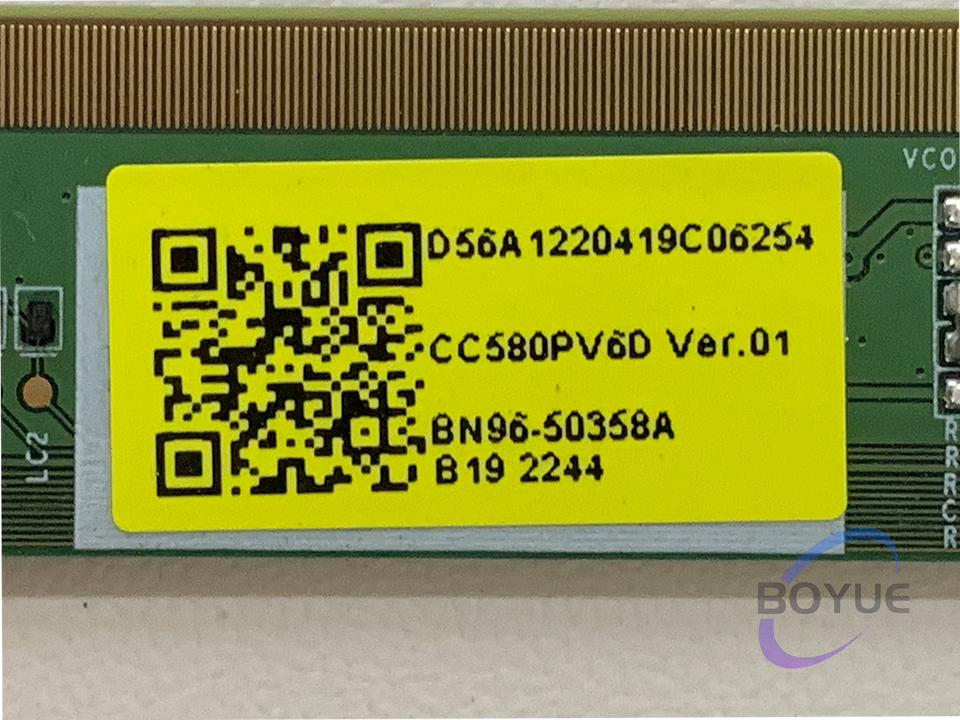 VCO
D56A1220419C06254
CC580PV6D Ver.01
BN96-50358A
B19 2244
LC2
R
R
R
C
R
BOYUE